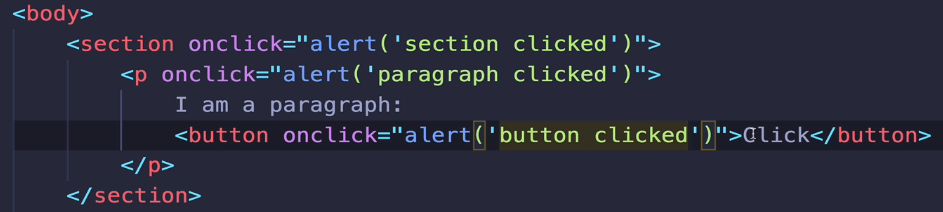 <body>
<section onclick="alert('section clicked')">
<p onclick="alert('paragraph clicked')">
I am a paragraph:
<button onclick="alert('button clicked')">Click</button>
</p>
</section>